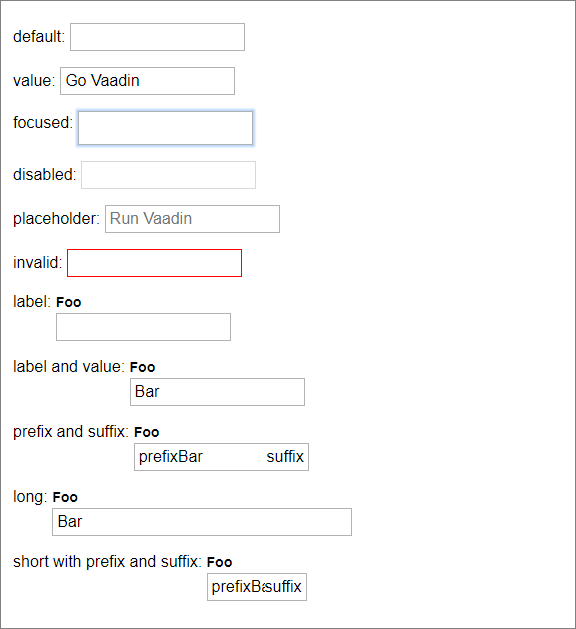 default:
value: Go Vaadin
focused:
disabled:
placeholder: Run Vaadin
invalid:
label: Foo
label and value: Foo
Bar
prefix and suffix: Foo
prefixBar suffix
long: Foo
Bar
short with prefix and suffix: Foo
prefixBasuffix